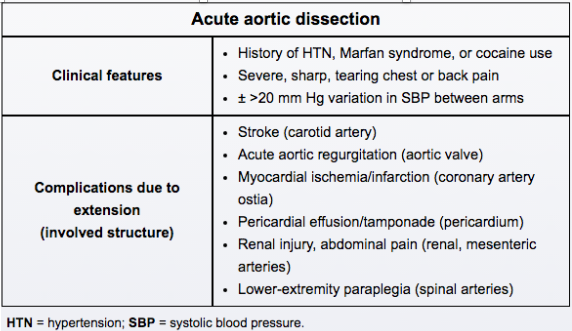 Acute aortic dissection
Clinical features
• History of HTN, Marfan syndrome, or cocaine use
• Severe, sharp, tearing chest or back pain
• ± >20 mm Hg variation in SBP between arms
Complications due to
extension
(involved structure)
• Stroke (carotid artery)
• Acute aortic regurgitation (aortic valve)
• Myocardial ischemia/infarction (coronary artery
ostia)
• Pericardial effusion/tamponade (pericardium)
• Renal injury, abdominal pain (renal, mesenteric
arteries)
• Lower-extremity paraplegia (spinal arteries)
HTN = hypertension; SBP = systolic blood pressure.